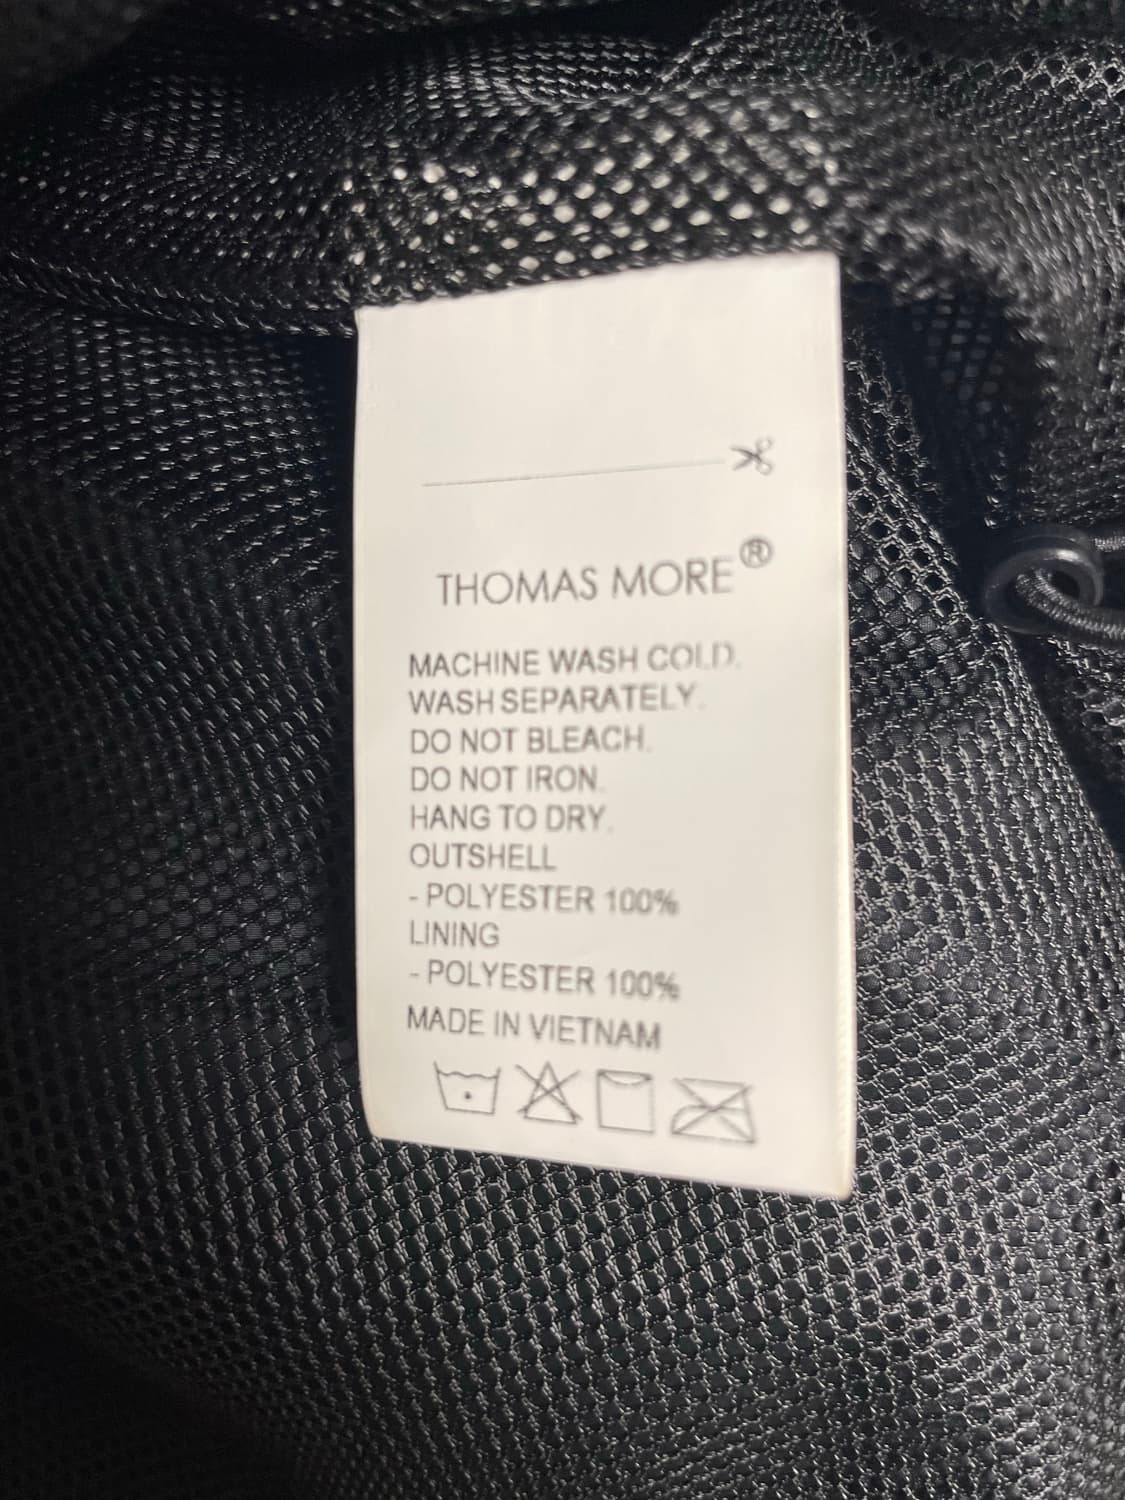 THOMAS MORE®
MACHINE WASH COLD.
WASH SEPARATELY.
DO NOT BLEACH.
DO NOT IRON.
HANG TO DRY.
OUTSHELL
- POLYESTER 100%
LINING
- POLYESTER 100%
MADE IN VIETNAM